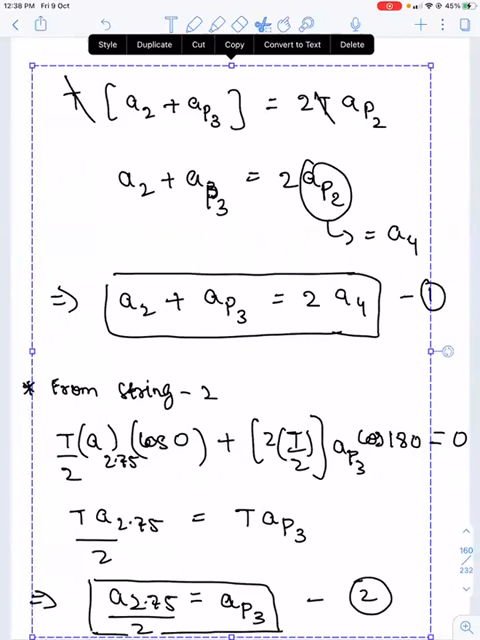 12:38 PM Fri 9 Oct
45%
Style Duplicate Cut Copy Convert to Text Delete
T [a₂ + aP₃] = 2T aP₂
a₂ + aP₃ = 2 aP₂
↳ = a₄
⇒ a₂ + aP₃ = 2 a₄ - ①
* From string - 2
T/2 (a)₂.₇₅ (cos 0) + [2(T/2)] aP₃ cos180 = 0
T a₂.₇₅ / 2 = T aP₃
160
232
⇒ a₂.₇₅ / 2 = aP₃ - ②